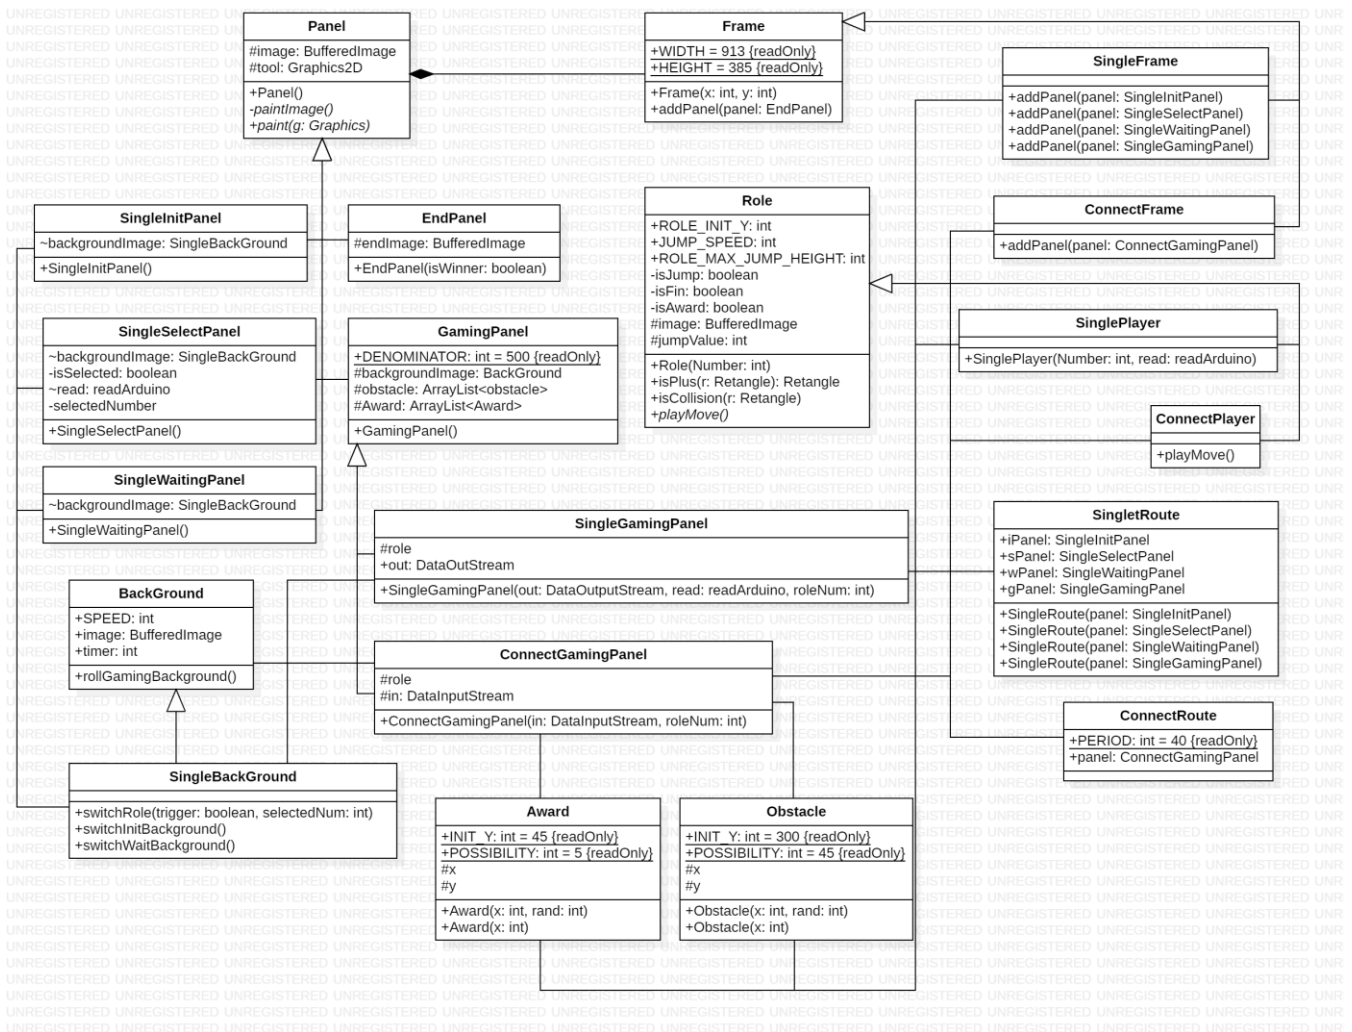 Panel
#image: BufferedImage
#tool: Graphics2D
+Panel()
-paintImage()
+paint(g: Graphics)
Frame
+WIDTH = 913 {readOnly}
+HEIGHT = 385 {readOnly}
+Frame(x: int, y: int)
+addPanel(panel: EndPanel)
SingleFrame
+addPanel(panel: SingleInitPanel)
+addPanel(panel: SingleSelectPanel)
+addPanel(panel: SingleWaitingPanel)
+addPanel(panel: SingleGamingPanel)
SingleInitPanel
~backgroundImage: SingleBackGround
+SingleInitPanel()
EndPanel
#endImage: BufferedImage
+EndPanel(isWinner: boolean)
Role
+ROLE_INIT_Y: int
+JUMP_SPEED: int
+ROLE_MAX_JUMP_HEIGHT: int
-isJump: boolean
-isFin: boolean
-isAward: boolean
#image: BufferedImage
#jumpValue: int
+Role(Number: int)
+isPlus(r: Retangle): Retangle
+isCollision(r: Retangle)
+playMove()
ConnectFrame
+addPanel(panel: ConnectGamingPanel)
SingleSelectPanel
~backgroundImage: SingleBackGround
-isSelected: boolean
~read: readArduino
-selectedNumber
+SingleSelectPanel()
GamingPanel
+DENOMINATOR: int = 500 {readOnly}
#backgroundImage: BackGround
#obstacle: ArrayList<obstacle>
#Award: ArrayList<Award>
+GamingPanel()
SinglePlayer
+SinglePlayer(Number: int, read: readArduino)
ConnectPlayer
+playMove()
SingleWaitingPanel
~backgroundImage: SingleBackGround
+SingleWaitingPanel()
SingleGamingPanel
#role
+out: DataOutStream
+SingleGamingPanel(out: DataOutputStream, read: readArduino, roleNum: int)
SingletRoute
+iPanel: SingleInitPanel
+sPanel: SingleSelectPanel
+wPanel: SingleWaitingPanel
+gPanel: SingleGamingPanel
+SingleRoute(panel: SingleInitPanel)
+SingleRoute(panel: SingleSelectPanel)
+SingleRoute(panel: SingleWaitingPanel)
+SingleRoute(panel: SingleGamingPanel)
BackGround
+SPEED: int
+image: BufferedImage
+timer: int
+rollGamingBackground()
ConnectGamingPanel
#role
#in: DataInputStream
+ConnectGamingPanel(in: DataInputStream, roleNum: int)
ConnectRoute
+PERIOD: int = 40 {readOnly}
+panel: ConnectGamingPanel
SingleBackGround
+switchRole(trigger: boolean, selectedNum: int)
+switchInitBackground()
+switchWaitBackground()
Award
+INIT_Y: int = 45 {readOnly}
+POSSIBILITY: int = 5 {readOnly}
#x
#y
+Award(x: int, rand: int)
+Award(x: int)
Obstacle
+INIT_Y: int = 300 {readOnly}
+POSSIBILITY: int = 45 {readOnly}
#x
#y
+Obstacle(x: int, rand: int)
+Obstacle(x: int)